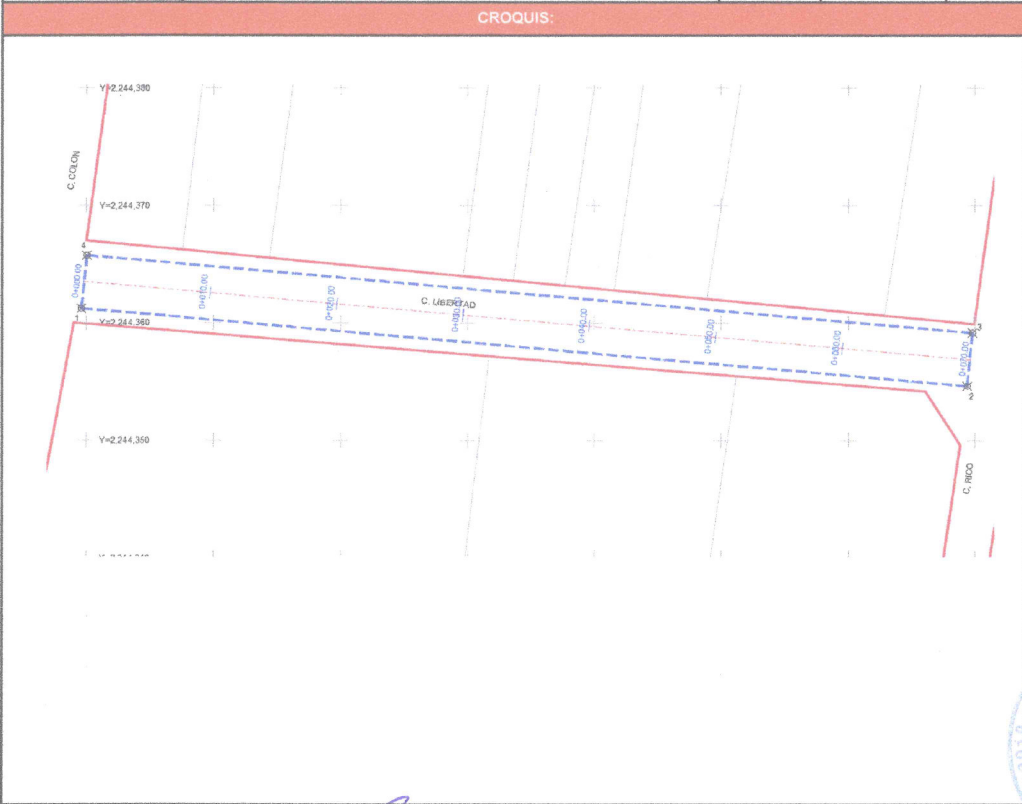 CROQUIS:
Y=2,244,380
C. COLON
Y=2,244,370
4
0+000.00
0+010.00
0+020.00
C. LIBERTAD
0+030.00
0+040.00
0+050.00
0+060.00
0+070.00
3
1
Y=2,244,360
2
Y=2,244,350
C. RICO